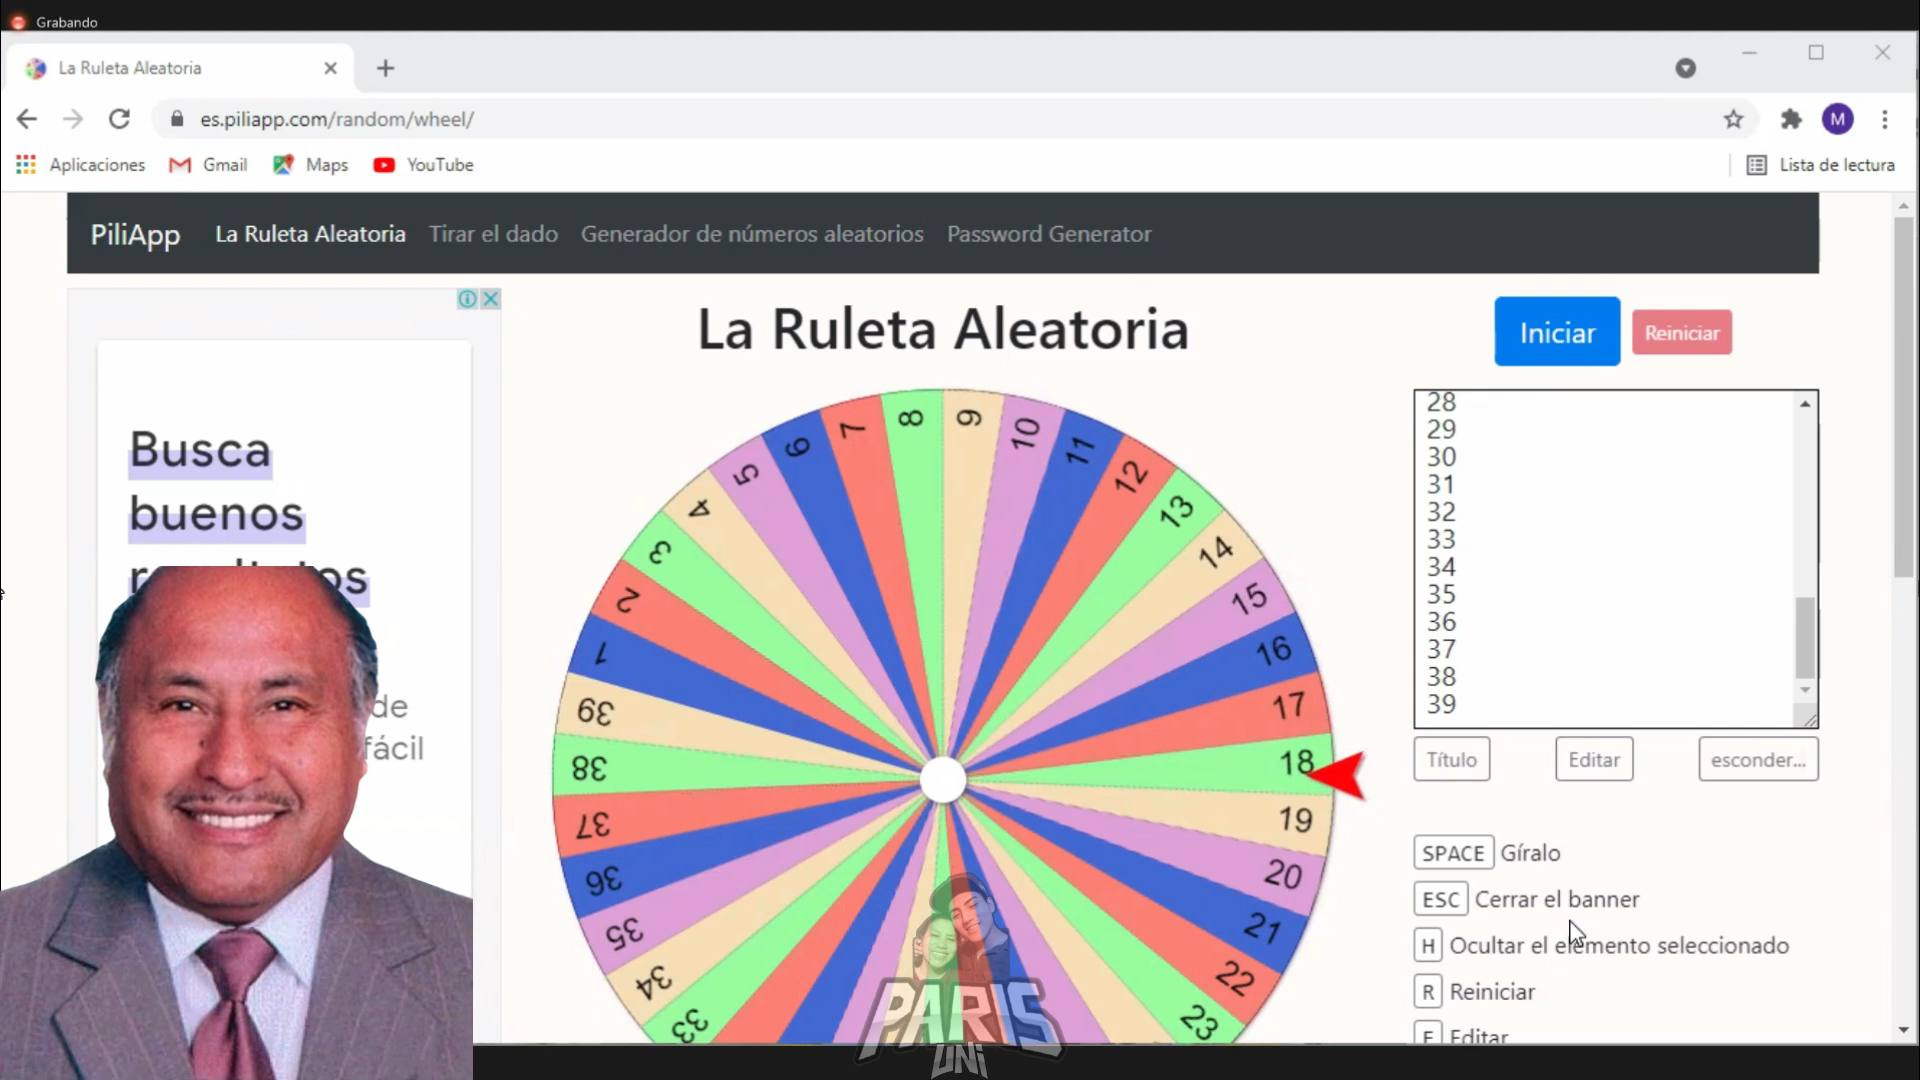 Grabando
La Ruleta Aleatoria
es.piliapp.com/random/wheel/
Aplicaciones Gmail Maps YouTube Lista de lectura
PiliApp La Ruleta Aleatoria Tirar el dado Generador de números aleatorios Password Generator
La Ruleta Aleatoria
Iniciar Reiniciar
Busca
buenos
de
fácil
1
2
3
4
5
6
7
8
9
10
11
12
13
14
15
16
17
18
19
20
21
22
23
33
34
35
36
37
38
39
28
29
30
31
32
33
34
35
36
37
38
39
Título Editar esconder...
SPACE Gíralo
ESC Cerrar el banner
H Ocultar el elemento seleccionado
R Reiniciar
E Editar
M
PARIS
UNI